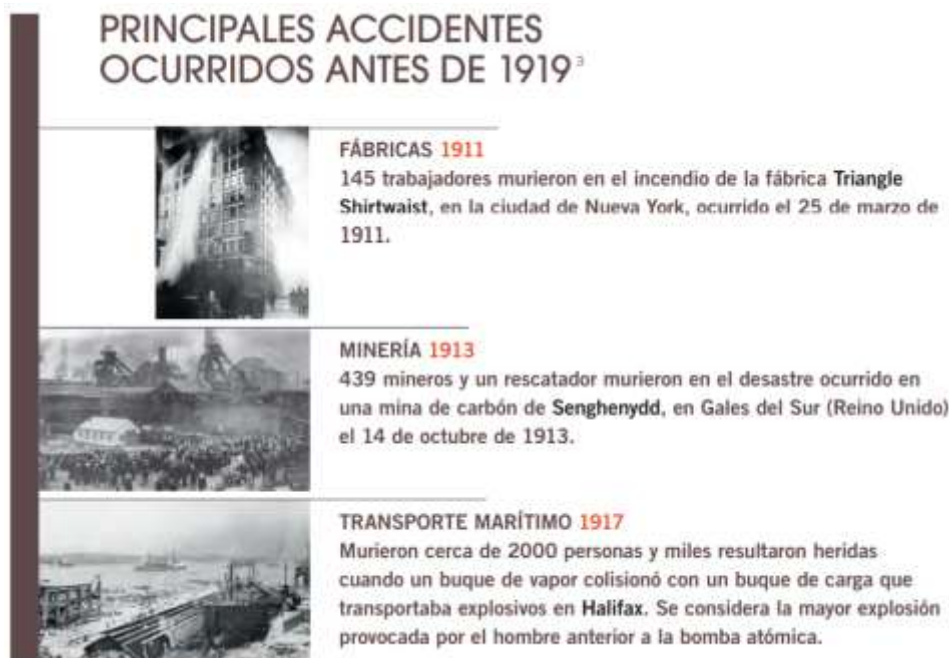 PRINCIPALES ACCIDENTES
OCURRIDOS ANTES DE 1919 ³
FÁBRICAS 1911
145 trabajadores murieron en el incendio de la fábrica Triangle
Shirtwaist, en la ciudad de Nueva York, ocurrido el 25 de marzo de
1911.
MINERÍA 1913
439 mineros y un rescatador murieron en el desastre ocurrido en
una mina de carbón de Senghenydd, en Gales del Sur (Reino Unido)
el 14 de octubre de 1913.
TRANSPORTE MARÍTIMO 1917
Murieron cerca de 2000 personas y miles resultaron heridas
cuando un buque de vapor colisionó con un buque de carga que
transportaba explosivos en Halifax. Se considera la mayor explosión
provocada por el hombre anterior a la bomba atómica.